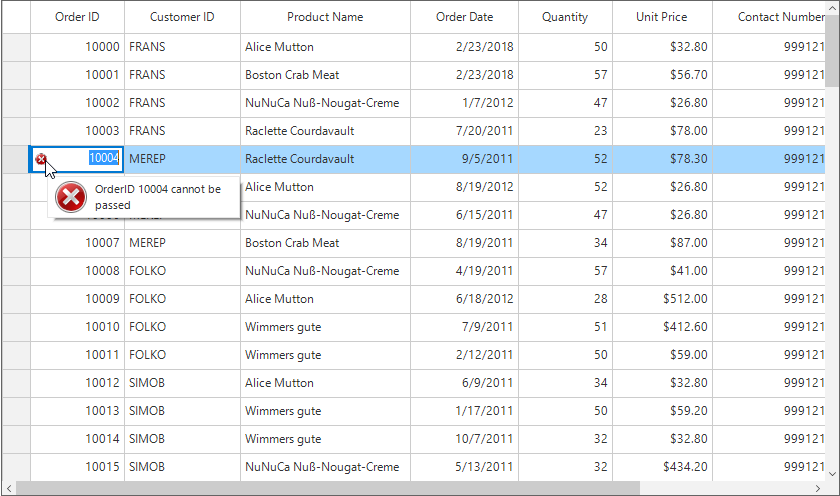 Order ID Customer ID Product Name Order Date Quantity Unit Price Contact Number
10000 FRANS Alice Mutton 2/23/2018 50 $32.80 999121
10001 FRANS Boston Crab Meat 2/23/2018 57 $56.70 999121
10002 FRANS NuNuCa Nuß-Nougat-Creme 1/7/2012 47 $26.80 999121
10003 FRANS Raclette Courdavault 7/20/2011 23 $78.00 999121
10004 MEREP Raclette Courdavault 9/5/2011 52 $78.30 999121
OrderID 10004 cannot be
passed
Alice Mutton 8/19/2012 52 $26.80 999121
NuNuCa Nuß-Nougat-Creme 6/15/2011 47 $26.80 999121
10007 MEREP Boston Crab Meat 8/19/2011 34 $87.00 999121
10008 FOLKO NuNuCa Nuß-Nougat-Creme 4/19/2011 57 $41.00 999121
10009 FOLKO Alice Mutton 6/18/2012 28 $512.00 999121
10010 FOLKO Wimmers gute 7/9/2011 51 $412.60 999121
10011 FOLKO Wimmers gute 2/12/2011 50 $59.00 999121
10012 SIMOB Alice Mutton 6/9/2011 34 $32.80 999121
10013 SIMOB Wimmers gute 1/17/2011 50 $59.20 999121
10014 SIMOB Wimmers gute 10/7/2011 32 $32.80 999121
10015 SIMOB NuNuCa Nuß-Nougat-Creme 5/13/2011 32 $434.20 999121